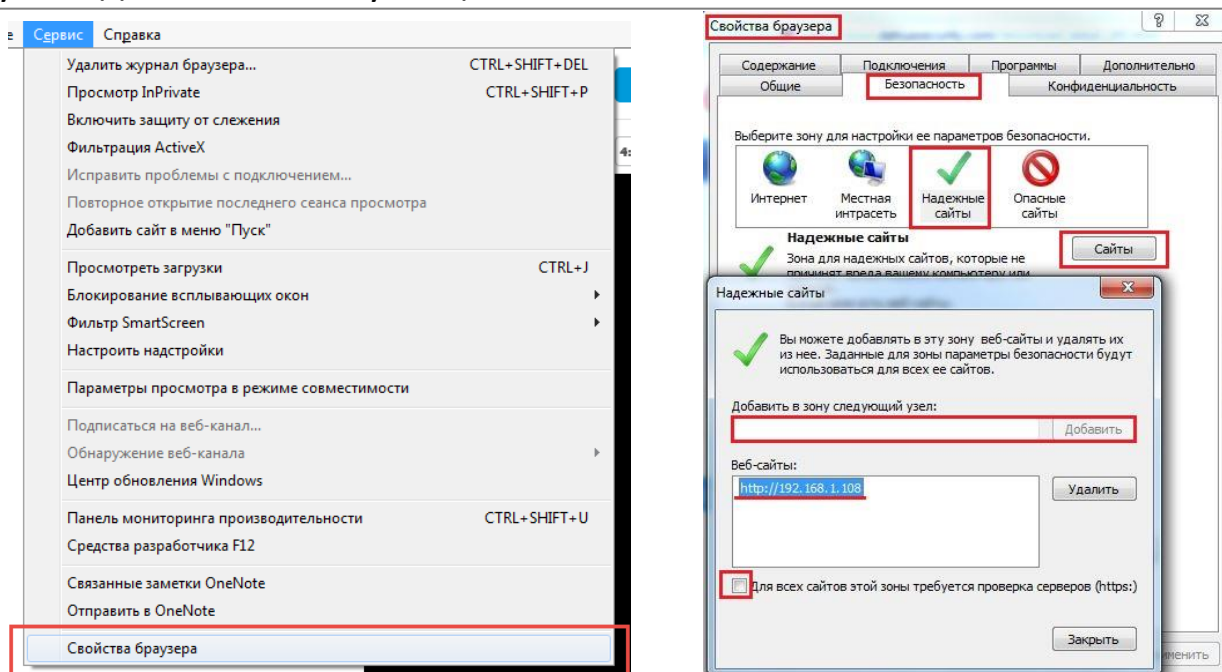 Сервис Справка
Удалить журнал браузера... CTRL+SHIFT+DEL
Просмотр InPrivate CTRL+SHIFT+P
Включить защиту от слежения
Фильтрация ActiveX
Исправить проблемы с подключением...
Повторное открытие последнего сеанса просмотра
Добавить сайт в меню "Пуск"
Просмотреть загрузки CTRL+J
Блокирование всплывающих окон
Фильтр SmartScreen
Настроить надстройки
Параметры просмотра в режиме совместимости
Подписаться на веб-канал...
Обнаружение веб-канала
Центр обновления Windows
Панель мониторинга производительности CTRL+SHIFT+U
Средства разработчика F12
Связанные заметки OneNote
Отправить в OneNote
Свойства браузера
4:
Свойства браузера
Содержание Подключения Программы Дополнительно
Общие Безопасность Конфиденциальность
Выберите зону для настройки ее параметров безопасности.
Интернет Местная интрасеть Надежные сайты Опасные сайты
Надежные сайты
Сайты
Зона для надежных сайтов, которые не
причинят вреда вашему компьютеру или
Надежные сайты
Вы можете добавлять в эту зону веб-сайты и удалять их
из нее. Заданные для зоны параметры безопасности будут
использоваться для всех ее сайтов.
Добавить в зону следующий узел:
Добавить
Веб-сайты:
http://192.168.1.108
Удалить
Для всех сайтов этой зоны требуется проверка серверов (https:)
Закрыть